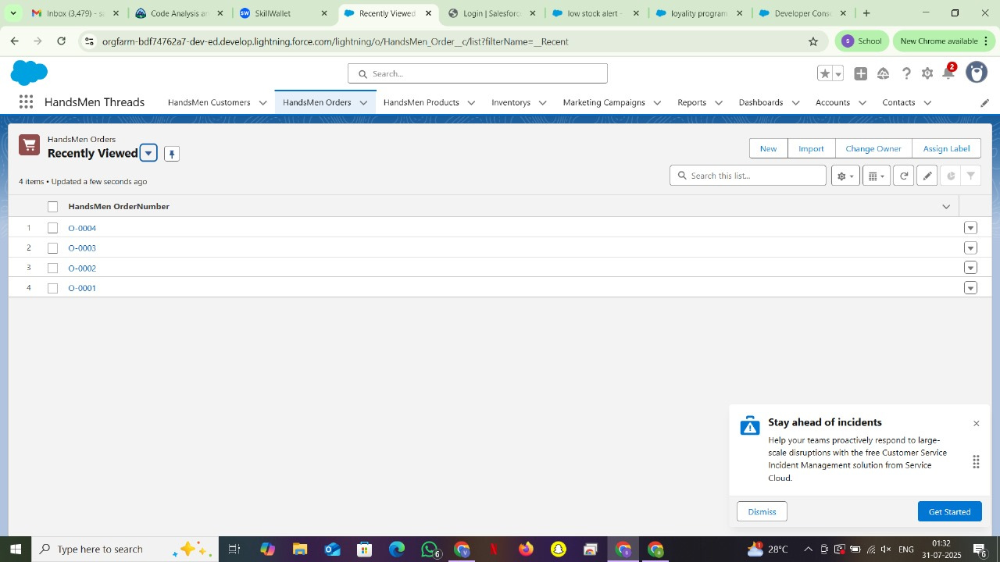 Inbox (3,479) - s
Code Analysis an
SkillWallet
Recently Viewed
Login | Salesforc
low stock alert -
loyality program
Developer Cons
orgfarm-bdf74762a7-dev-ed.develop.lightning.force.com/lightning/o/HandsMen_Order__c/list?filterName=__Recent
S School
New Chrome available
Search...
2
HandsMen Threads
HandsMen Customers
HandsMen Orders
HandsMen Products
Inventorys
Marketing Campaigns
Reports
Dashboards
Accounts
Contacts
HandsMen Orders
Recently Viewed
New
Import
Change Owner
Assign Label
4 items • Updated a few seconds ago
Search this list...
HandsMen OrderNumber
1 O-0004
2 O-0003
3 O-0002
4 O-0001
Stay ahead of incidents
Help your teams proactively respond to large-
scale disruptions with the free Customer Service
Incident Management solution from Service
Cloud.
Dismiss
Get Started
Type here to search
6
28°C
ENG
01:32
31-07-2025
6